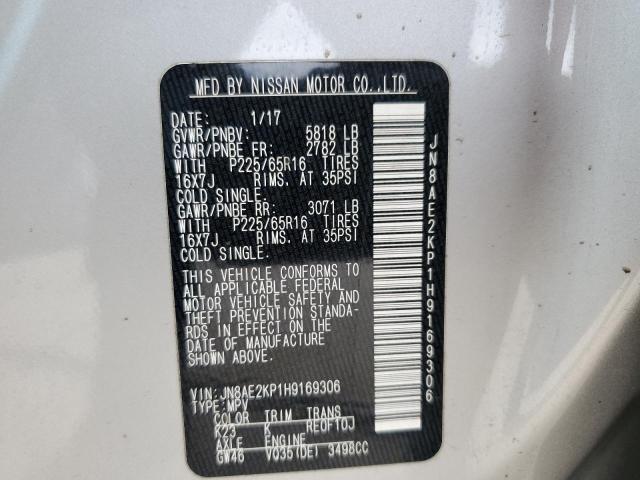 MFD BY NISSAN MOTOR CO.,LTD.
DATE: 1/17
GVWR/PNBV: 5818 LB
GAWR/PNBE FR: 2782 LB
WITH P225/65R16 TIRES
16X7J RIMS. AT 35PSI
COLD SINGLE.
GAWR/PNBE RR: 3071 LB
WITH P225/65R16 TIRES
16X7J RIMS. AT 35PSI
COLD SINGLE.
THIS VEHICLE CONFORMS TO
ALL APPLICABLE FEDERAL
MOTOR VEHICLE SAFETY AND
THEFT PREVENTION STANDA-
RDS IN EFFECT ON THE
DATE OF MANUFACTURE
SHOWN ABOVE.
VIN: JN8AE2KP1H9169306
TYPE: MPV
COLOR TRIM TRANS
K23 K RE0F10J
AXLE ENGINE
GW46 VQ35(DE) 3498CC
JN8AE2KP1H9169306